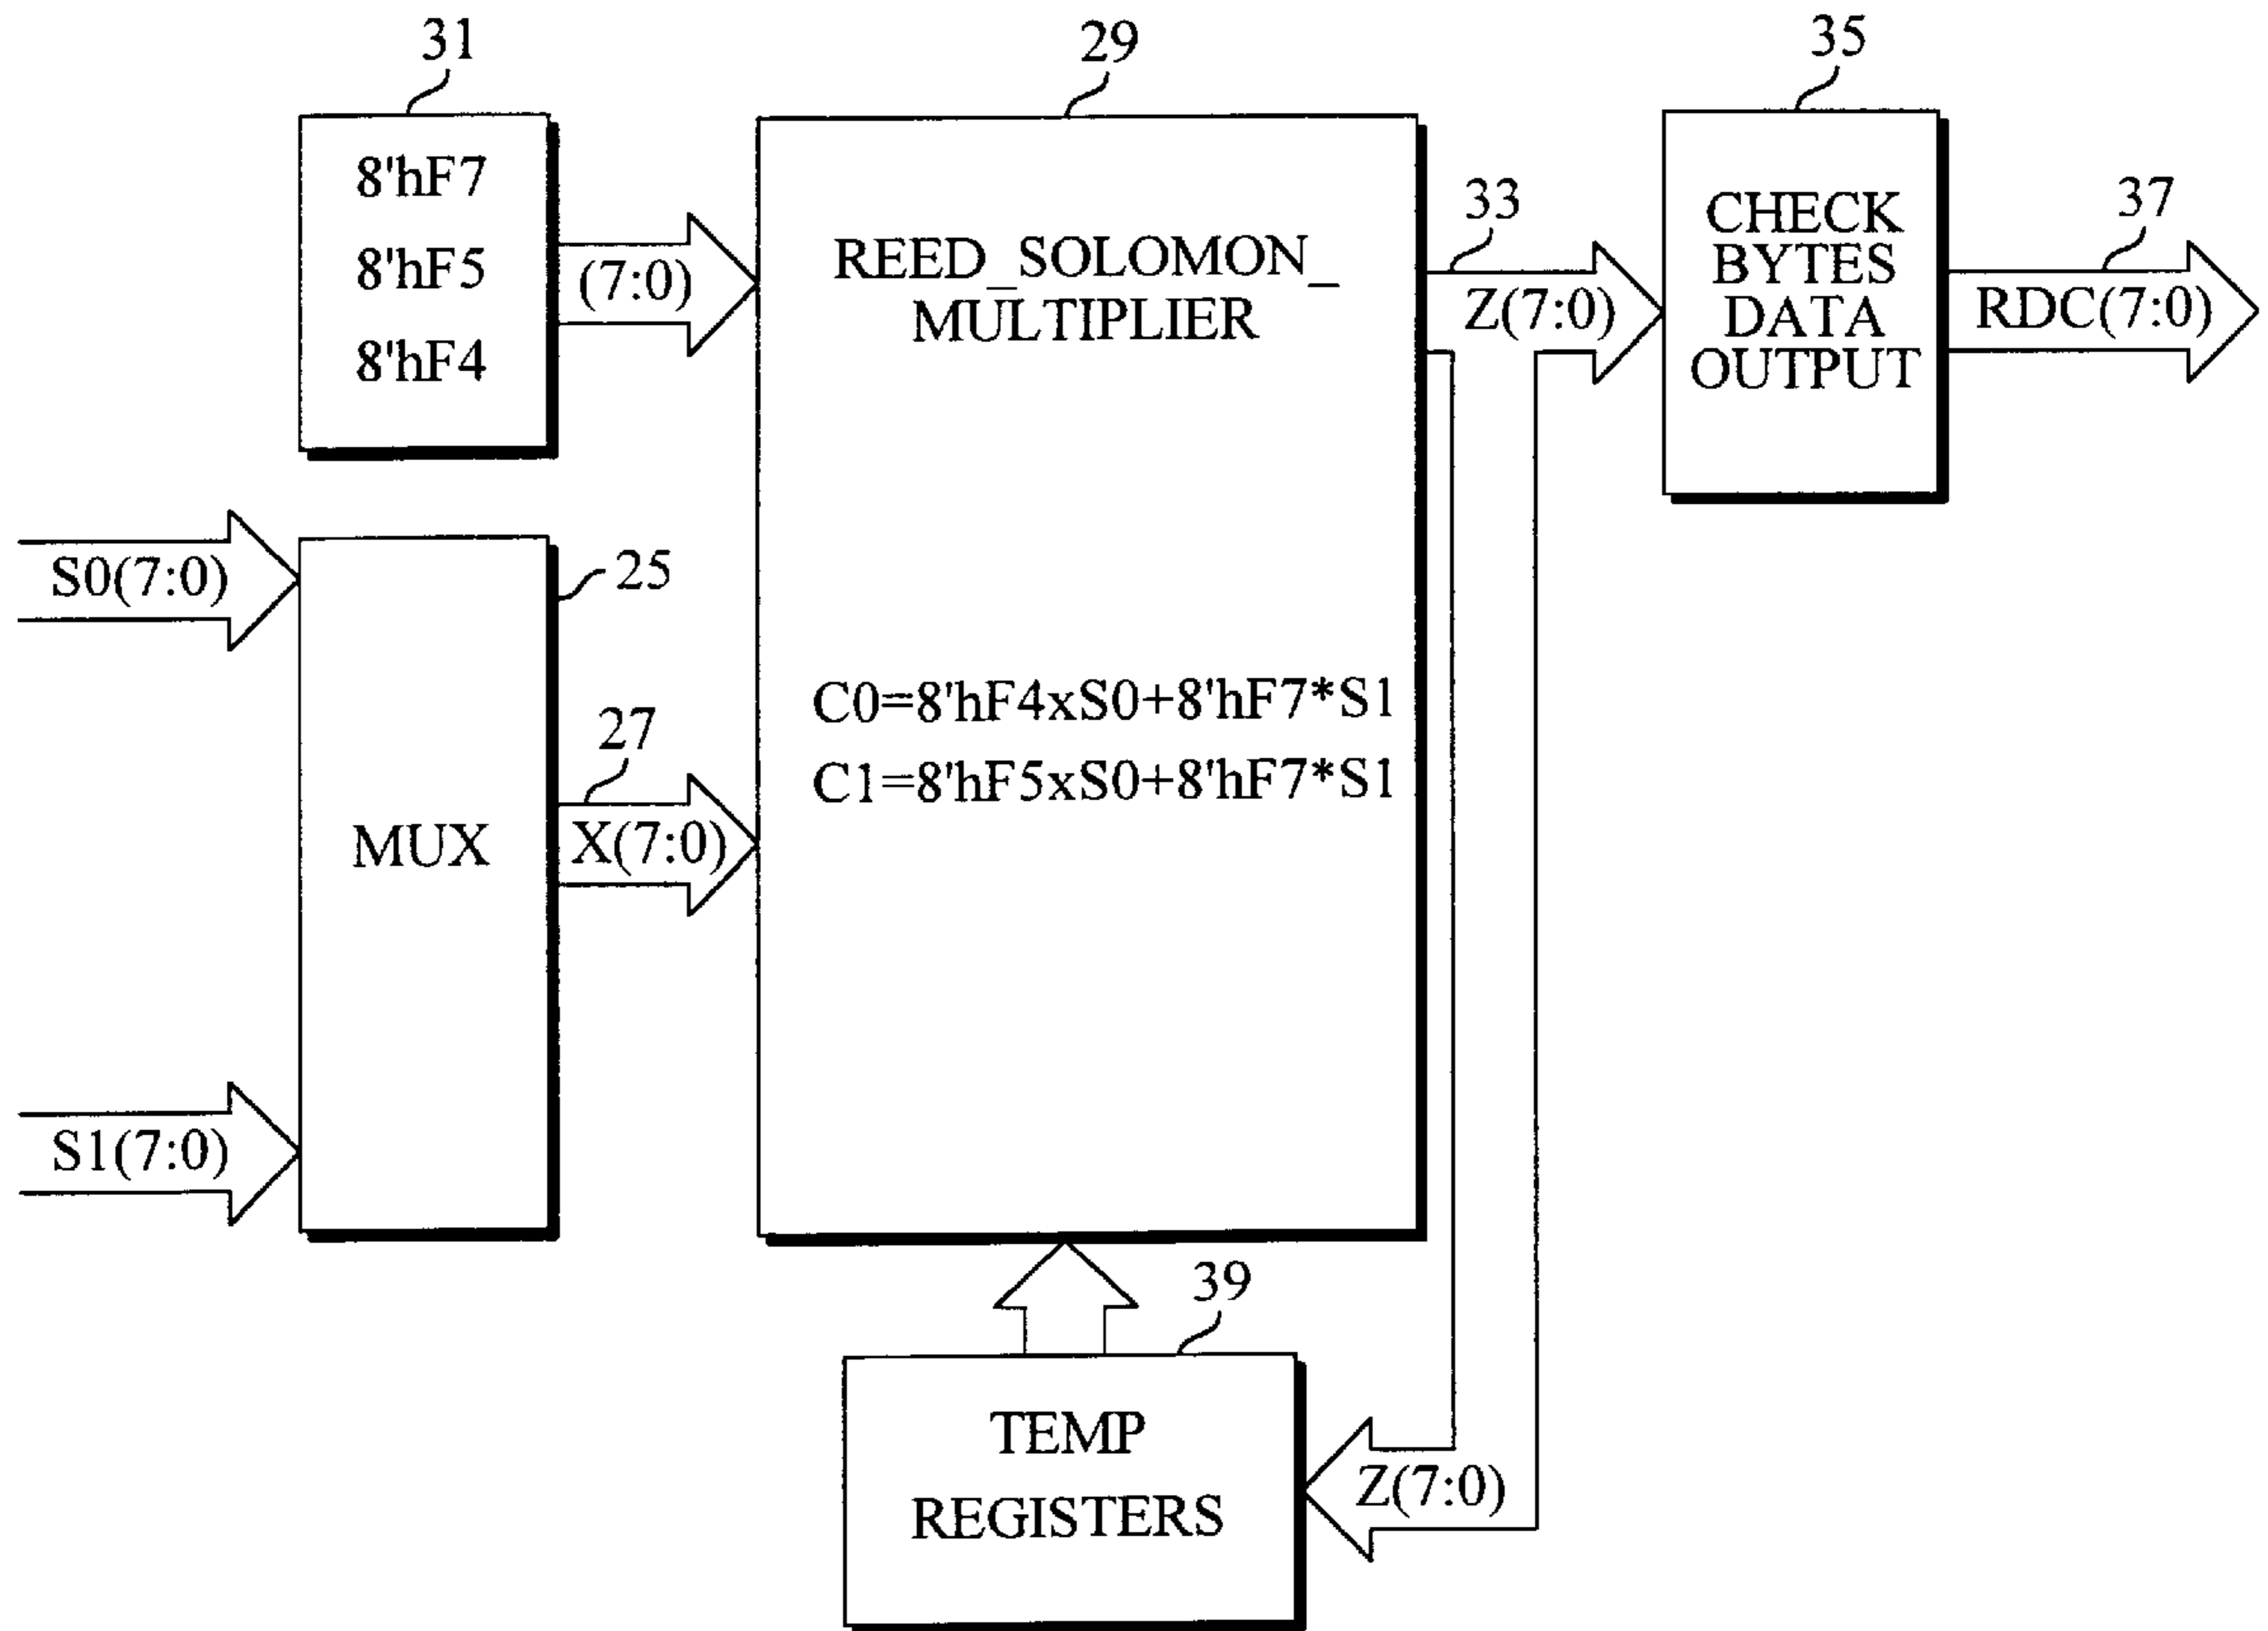 31
29
35
8'hF7
8'hF5
8'hF4
(7:0)
REED_SOLOMON_
MULTIPLIER
33
Z(7:0)
CHECK
BYTES
DATA
OUTPUT
37
RDC(7:0)
S0(7:0)
25
MUX
27
X(7:0)
C0=8'hF4xS0+8'hF7*S1
C1=8'hF5xS0+8'hF7*S1
S1(7:0)
39
TEMP
REGISTERS
Z(7:0)